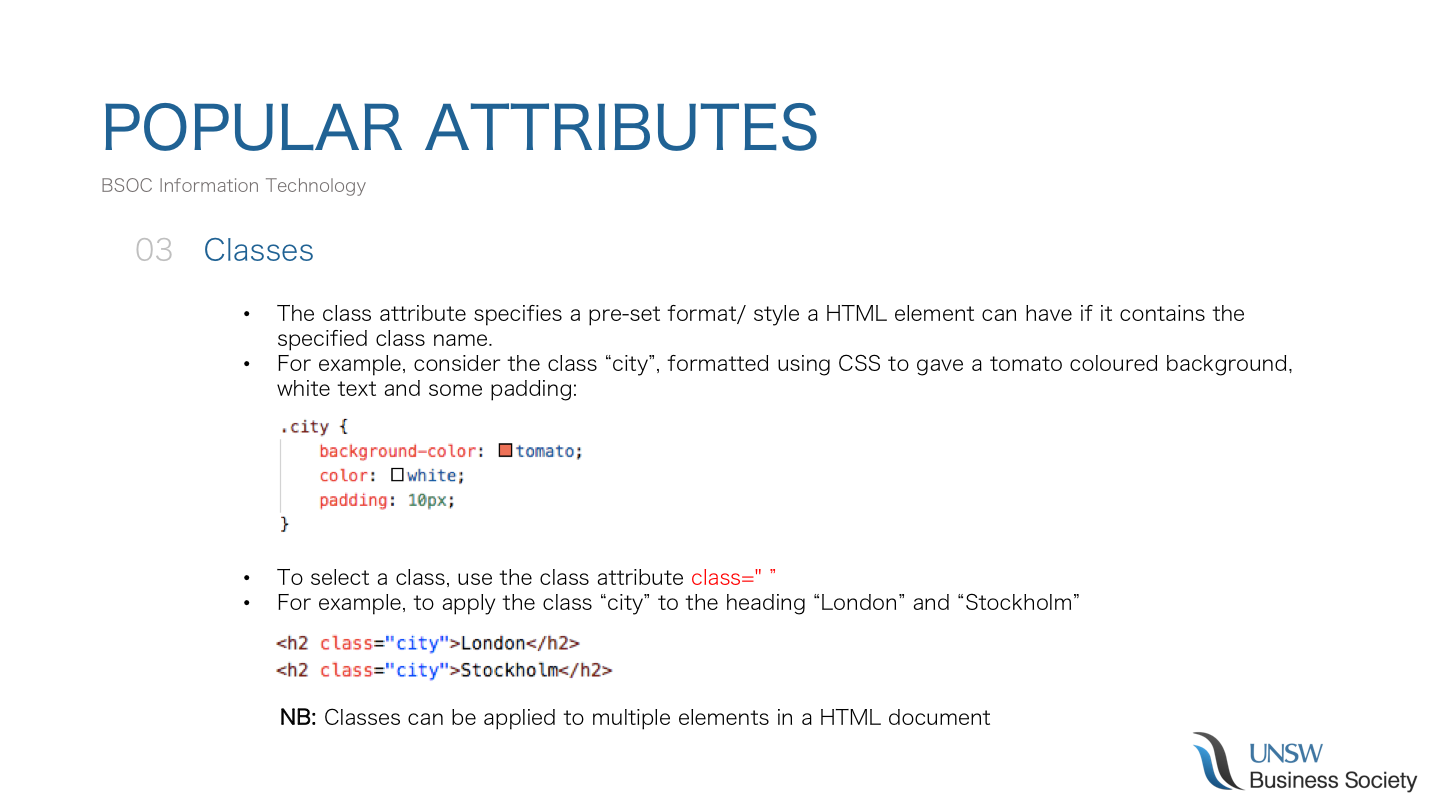 POPULAR ATTRIBUTES
BSOC Information Technology
03 Classes
• The class attribute specifies a pre-set format/ style a HTML element can have if it contains the
specified class name.
• For example, consider the class “city”, formatted using CSS to gave a tomato coloured background,
white text and some padding:
.city {
background-color: tomato;
color: white;
padding: 10px;
}
• To select a class, use the class attribute class=" ”
• For example, to apply the class “city” to the heading “London” and “Stockholm”
<h2 class="city">London</h2>
<h2 class="city">Stockholm</h2>
NB: Classes can be applied to multiple elements in a HTML document
UNSW
Business Society